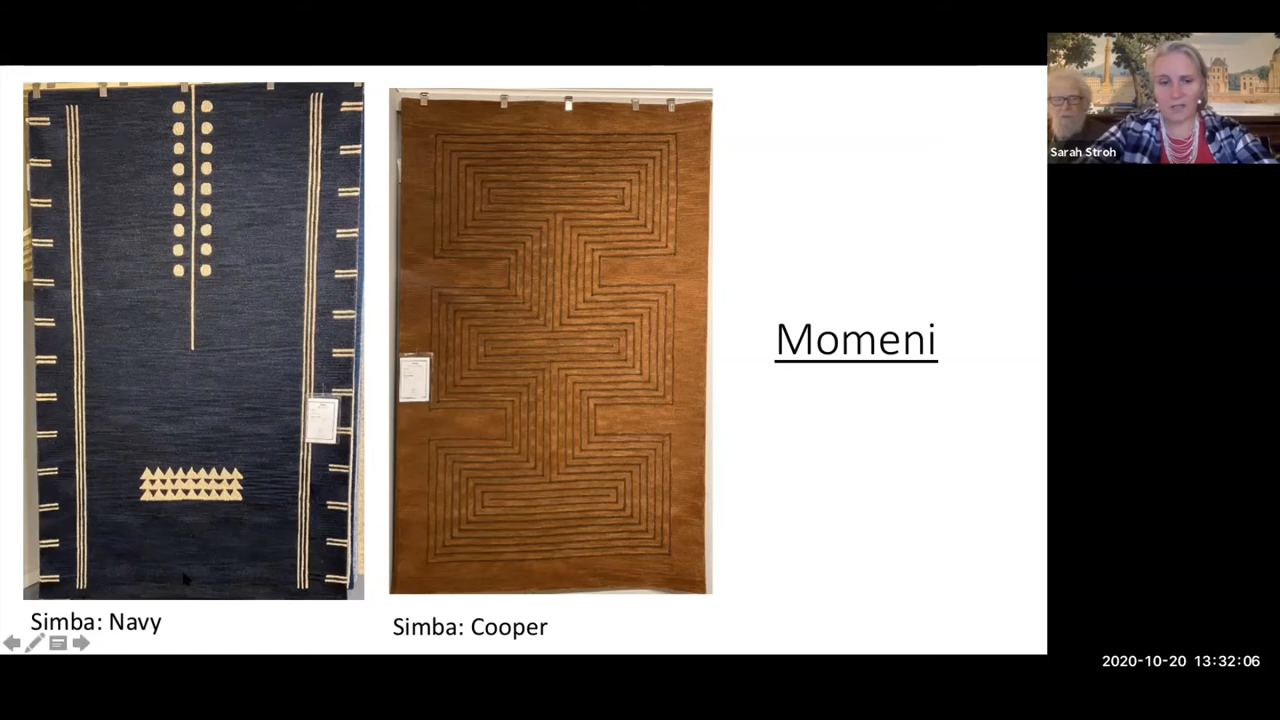 Sarah Stroh
Momeni
Simba: Navy
Simba: Cooper
2020-10-20 13:32:06